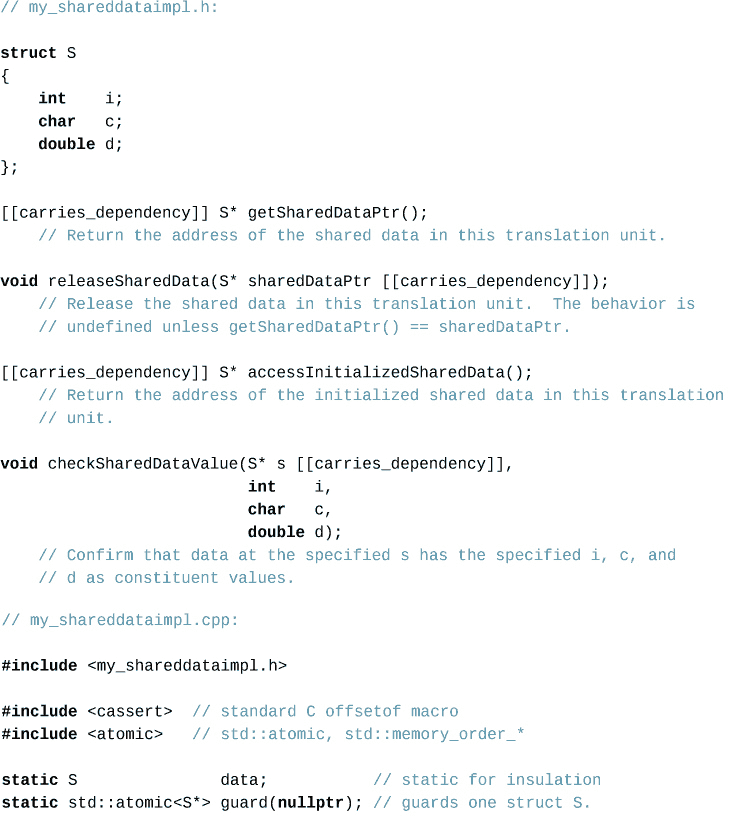 // my_shareddataimpl.h:
struct S
{
    int    i;
    char   c;
    double d;
};
[[carries_dependency]] S* getSharedDataPtr();
    // Return the address of the shared data in this translation unit.
void releaseSharedData(S* sharedDataPtr [[carries_dependency]]);
    // Release the shared data in this translation unit.  The behavior is
    // undefined unless getSharedDataPtr() == sharedDataPtr.
[[carries_dependency]] S* accessInitializedSharedData();
    // Return the address of the initialized shared data in this translation
    // unit.
void checkSharedDataValue(S* s [[carries_dependency]],
                          int    i,
                          char   c,
                          double d);
    // Confirm that data at the specified s has the specified i, c, and
    // d as constituent values.
// my_shareddataimpl.cpp:
#include <my_shareddataimpl.h>
#include <cassert>  // standard C offsetof macro
#include <atomic>   // std::atomic, std::memory_order_*
static S               data;           // static for insulation
static std::atomic<S*> guard(nullptr); // guards one struct S.